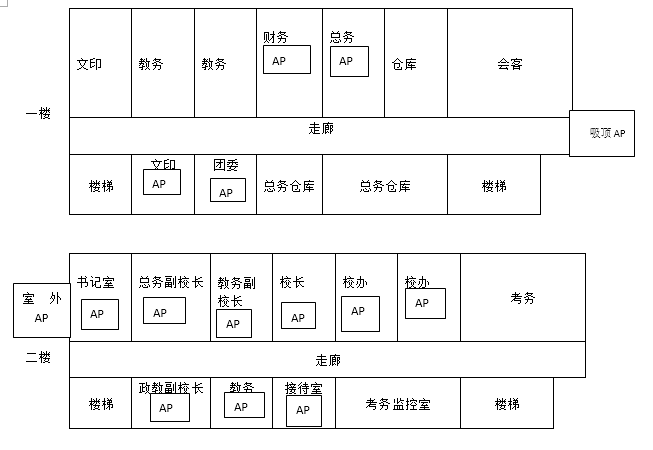 财务
总务
文印
教务
教务
AP
AP
仓库
会客
一楼
走廊
吸顶 AP
楼梯
文印
AP
团委
AP
总务仓库
总务仓库
楼梯
书记室
总务副校长
教务副
校长
校长
校办
校办
室 外
AP
AP
AP
AP
AP
AP
AP
考务
二楼
走廊
楼梯
政教副校长
AP
教务
AP
接待室
AP
考务监控室
楼梯